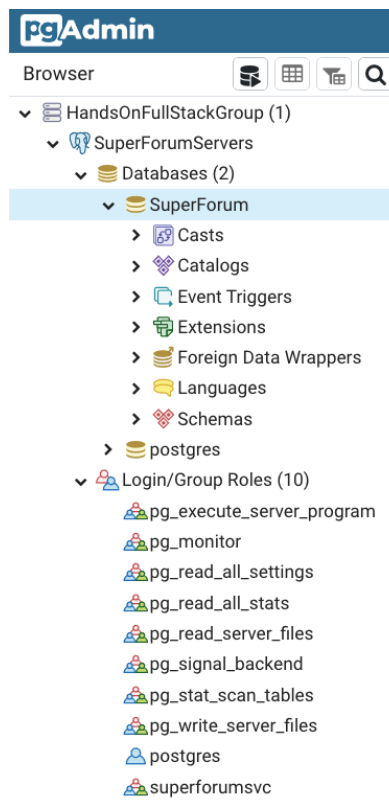 pgAdmin
Browser
HandsOnFullStackGroup (1)
SuperForumServers
Databases (2)
SuperForum
Casts
Catalogs
Event Triggers
Extensions
Foreign Data Wrappers
Languages
Schemas
postgres
Login/Group Roles (10)
pg_execute_server_program
pg_monitor
pg_read_all_settings
pg_read_all_stats
pg_read_server_files
pg_signal_backend
pg_stat_scan_tables
pg_write_server_files
postgres
superforumsvc